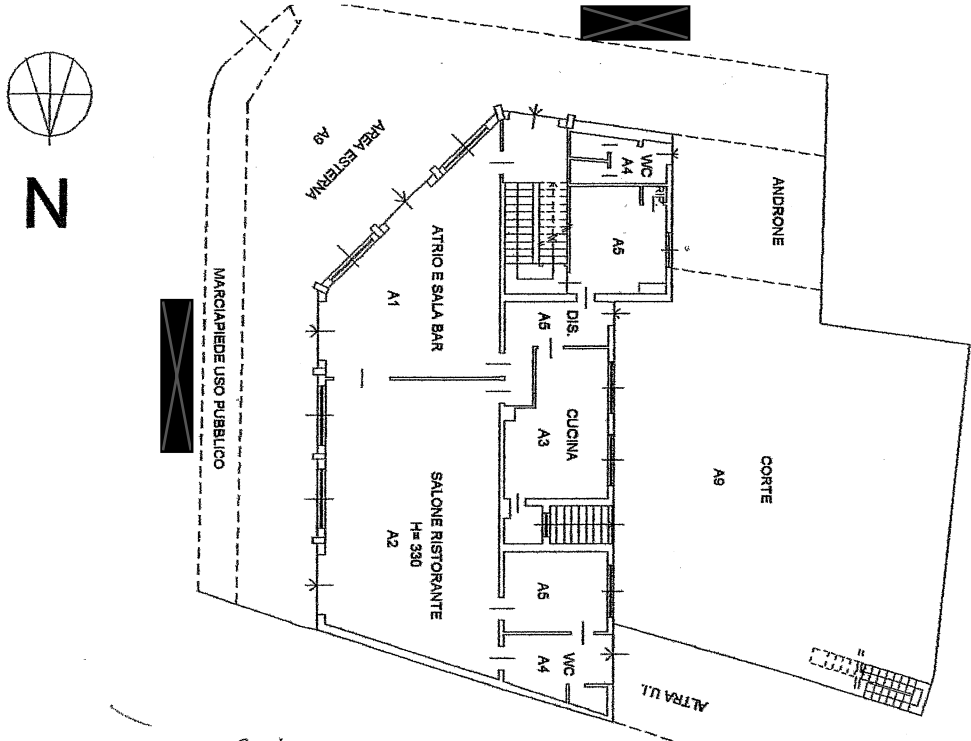 N
AREA ESTERNA
A9
MARCIAPIEDE USO PUBBLICO
ATRIO E SALA BAR
A1
SALONE RISTORANTE
H= 330
A2
WC
A4
RIP.
A5
ANDRONE
DIS.
A5
CUCINA
A3
CORTE
A9
A5
WC
A4
ALTRA U.I.